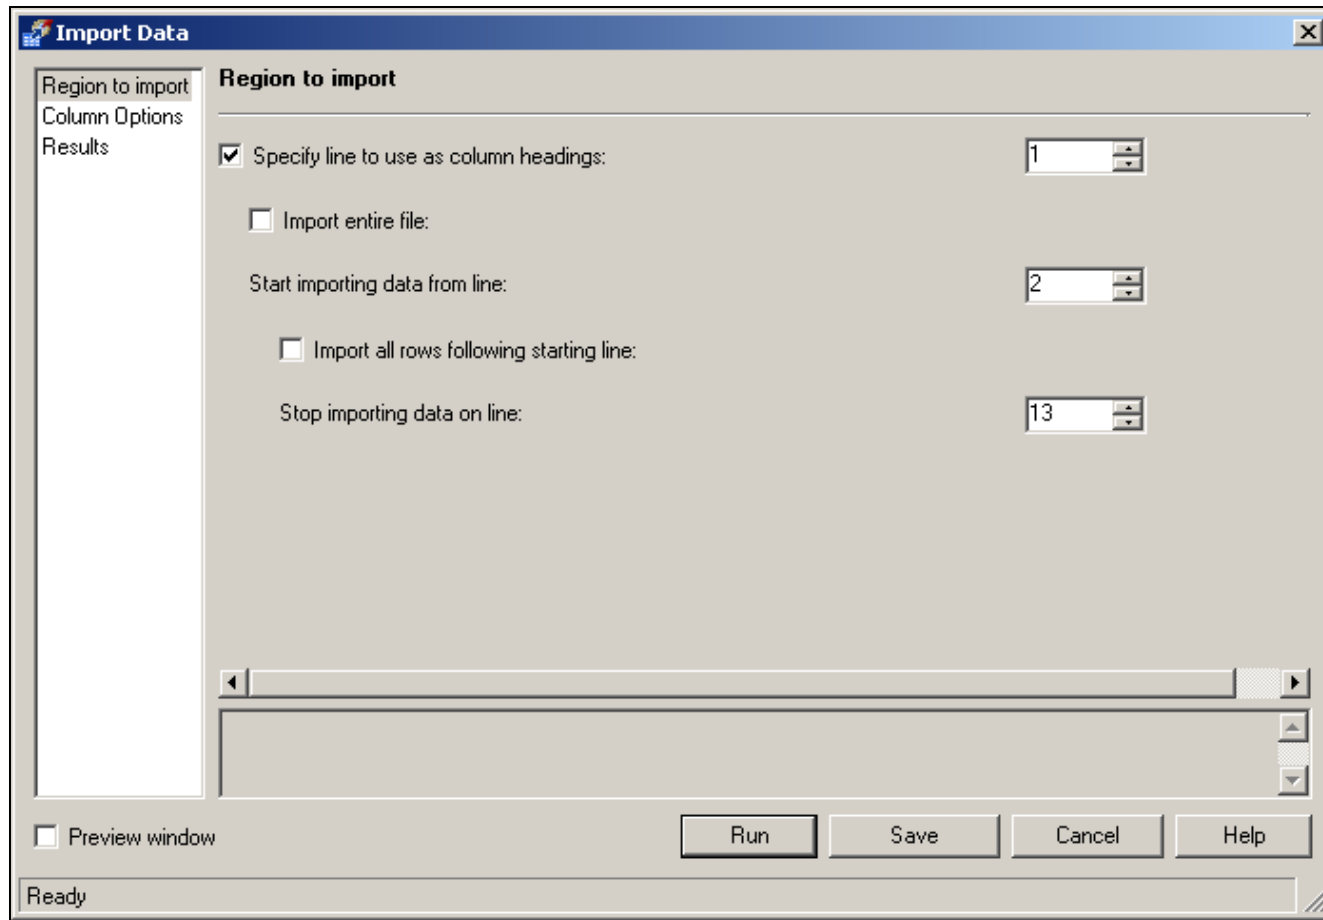 Import Data
Region to import
Column Options
Results
Region to import
Specify line to use as column headings: 1
Import entire file:
Start importing data from line: 2
Import all rows following starting line:
Stop importing data on line: 13
Preview window
Run Save Cancel Help
Ready